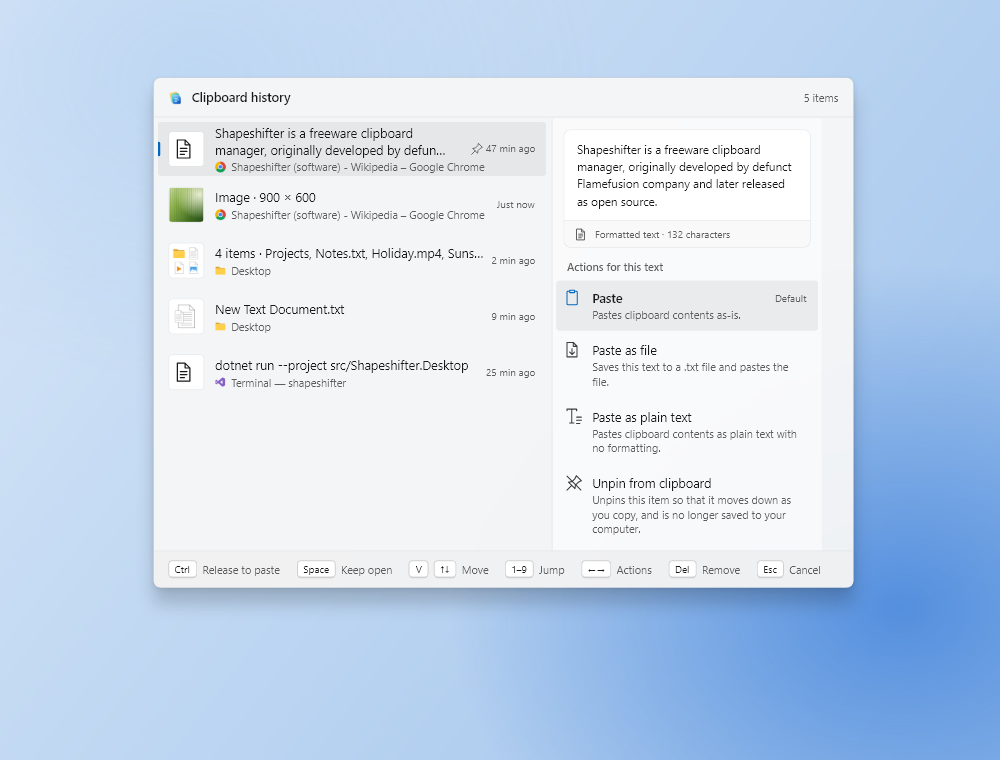 Clipboard history
5 items
Shapeshifter is a freeware clipboard
manager, originally developed by defun...
47 min ago
Shapeshifter (software) - Wikipedia – Google Chrome
Image · 900 × 600
Just now
Shapeshifter (software) - Wikipedia – Google Chrome
4 items · Projects, Notes.txt, Holiday.mp4, Suns...
2 min ago
Desktop
New Text Document.txt
9 min ago
Desktop
dotnet run --project src/Shapeshifter.Desktop
25 min ago
Terminal — shapeshifter
Shapeshifter is a freeware clipboard
manager, originally developed by defunct
Flamefusion company and later released
as open source.
Formatted text · 132 characters
Actions for this text
Paste
Default
Pastes clipboard contents as-is.
Paste as file
Saves this text to a .txt file and pastes the
file.
Paste as plain text
Pastes clipboard contents as plain text with
no formatting.
Unpin from clipboard
Unpins this item so that it moves down as
you copy, and is no longer saved to your
computer.
Ctrl Release to paste Space Keep open V ↑↓ Move 1–9 Jump ←→ Actions Del Remove Esc Cancel